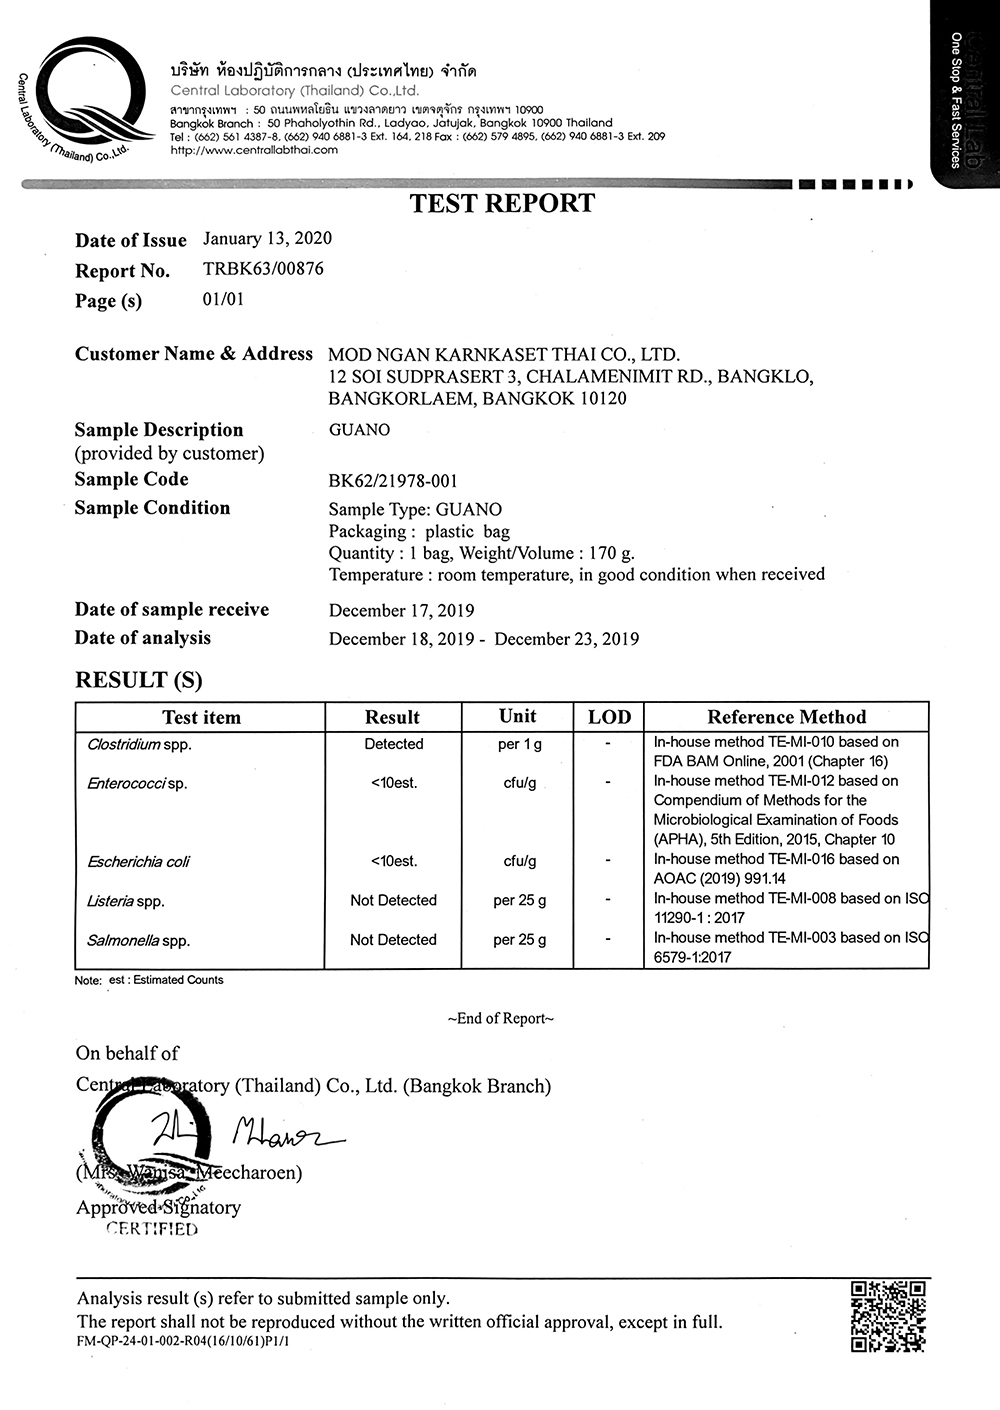 บริษัท ห้องปฏิบัติการกลาง (ประเทศไทย) จำกัด
Central Laboratory (Thailand) Co.,Ltd.
สาขากรุงเทพฯ : 50 ถนนพหลโยธิน แขวงลาดยาว เขตจตุจักร กรุงเทพฯ 10900
Bangkok Branch : 50 Phaholyothin Rd., Ladyao, Jatujak, Bangkok 10900 Thailand
Tel : (662) 561 4387-8, (662) 940 6881-3 Ext. 164, 218 Fax : (662) 579 4895, (662) 940 6881-3 Ext. 209
http://www.centrallabthai.com
Central Laboratory (Thailand) Co.,Ltd.
Central Lab
One Stop & Fast Services
TEST REPORT
Date of Issue January 13, 2020
Report No. TRBK63/00876
Page (s) 01/01
Customer Name & Address MOD NGAN KARNKASET THAI CO., LTD.
12 SOI SUDPRASERT 3, CHALAMENIMIT RD., BANGKLO,
BANGKORLAEM, BANGKOK 10120
Sample Description GUANO
(provided by customer)
Sample Code BK62/21978-001
Sample Condition Sample Type: GUANO
Packaging : plastic bag
Quantity : 1 bag, Weight/Volume : 170 g.
Temperature : room temperature, in good condition when received
Date of sample receive December 17, 2019
Date of analysis December 18, 2019 - December 23, 2019
RESULT (S)
Test item Result Unit LOD Reference Method
Clostridium spp. Detected per 1 g - In-house method TE-MI-010 based on
FDA BAM Online, 2001 (Chapter 16)
Enterococci sp. <10est. cfu/g - In-house method TE-MI-012 based on
Compendium of Methods for the
Microbiological Examination of Foods
(APHA), 5th Edition, 2015, Chapter 10
Escherichia coli <10est. cfu/g - In-house method TE-MI-016 based on
AOAC (2019) 991.14
Listeria spp. Not Detected per 25 g - In-house method TE-MI-008 based on ISO
11290-1 : 2017
Salmonella spp. Not Detected per 25 g - In-house method TE-MI-003 based on ISO
6579-1:2017
Note: est : Estimated Counts
~End of Report~
On behalf of
Central Laboratory (Thailand) Co., Ltd. (Bangkok Branch)
(Mrs. Wanisa Meecharoen)
Approved Signatory
CERTIFIED
Analysis result (s) refer to submitted sample only.
The report shall not be reproduced without the written official approval, except in full.
FM-QP-24-01-002-R04(16/10/61)P1/1